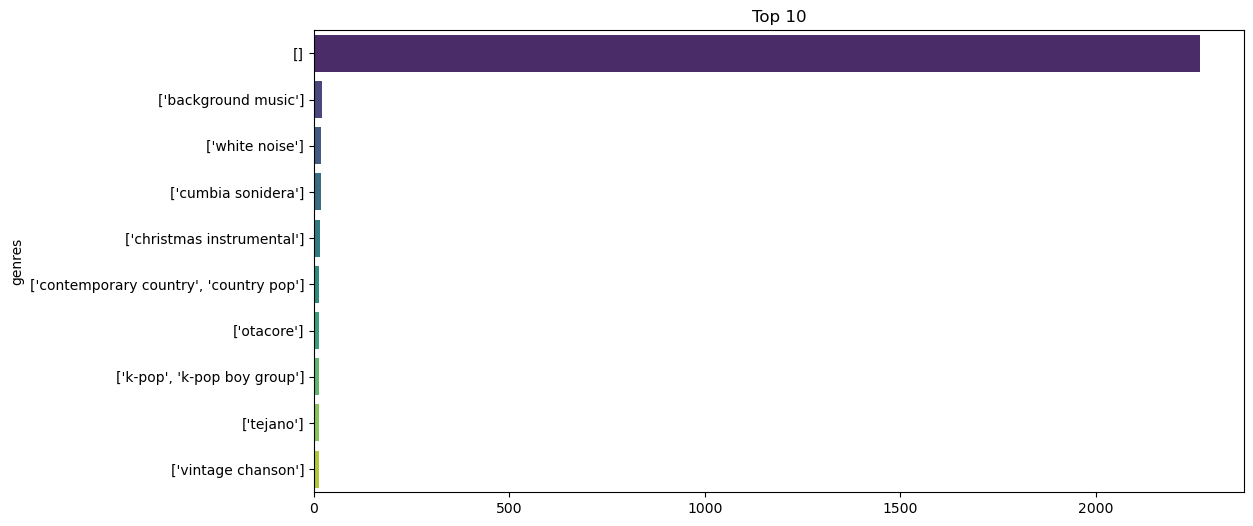 Top 10
genres
[]
['background music']
['white noise']
['cumbia sonidera']
['christmas instrumental']
['contemporary country', 'country pop']
['otacore']
['k-pop', 'k-pop boy group']
['tejano']
['vintage chanson']
0 500 1000 1500 2000